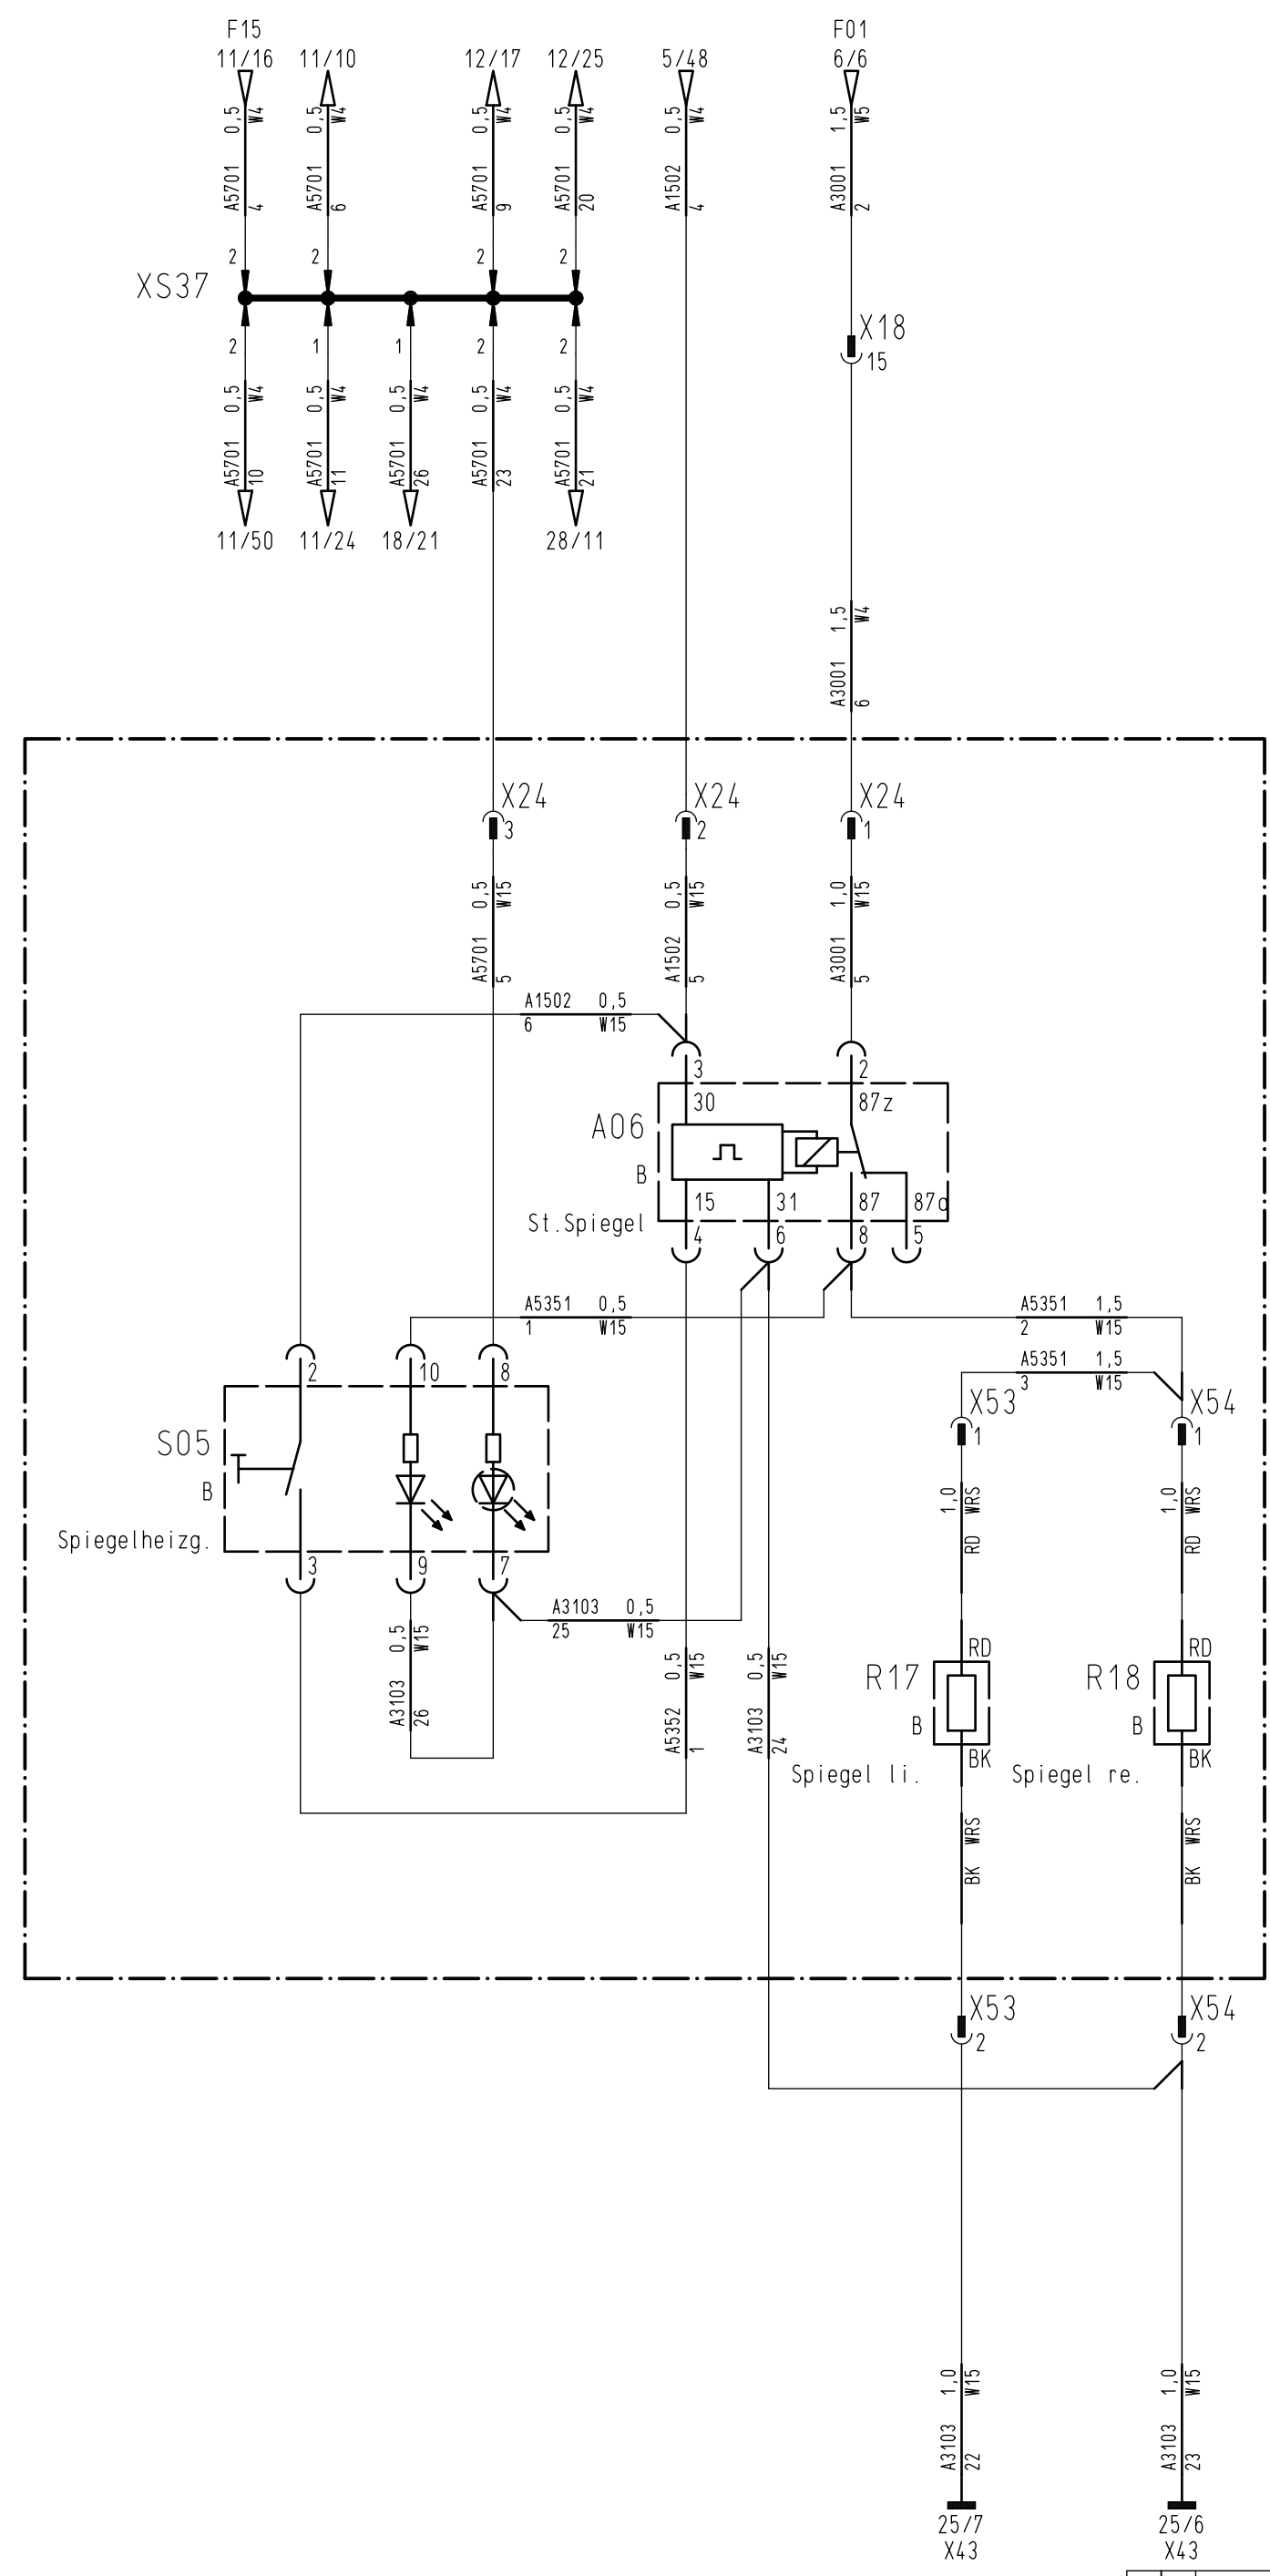 F15 F01
11/16 11/10 12/17 12/25 5/48 6/6
0,5 W4 0,5 W4 0,5 W4 0,5 W4 0,5 W4 1,5 W5
A5701 4 A5701 6 A5701 9 A5701 20 A1502 4 A3001 2
2 2 2 2
XS37
X18
15
2 1 1 2 2
0,5 W4 0,5 W4 0,5 W4 0,5 W4 0,5 W4
A5701 10 A5701 11 A5701 26 A5701 23 A5701 21
11/50 11/24 18/21 28/11
1,5 W4
A3001 6
X24 X24 X24
3 2 1
0,5 W15 0,5 W15 1,0 W15
A5701 5 A1502 5 A3001 5
A1502 0,5
6 W15
3 2
30 87z
A06
B
15 31 87 87a
St.Spiegel
4 6 8 5
A5351 0,5 A5351 1,5
1 W15 2 W15
A5351 1,5
3 W15
2 10 8
X53 X54
1 1
S05
B
1,0 WRS 1,0 WRS
Spiegelheizg.
RD RD
3 9 7
A3103 0,5
25 W15
0,5 W15 0,5 W15 0,5 W15
A3103 26 A5352 1 A3103 24
RD RD
R17 R18
B B
BK BK
Spiegel li. Spiegel re.
WRS WRS
BK BK
X53 X54
2 2
1,0 W15 1,0 W15
A3103 22 A3103 23
25/7 25/6
X43 X43